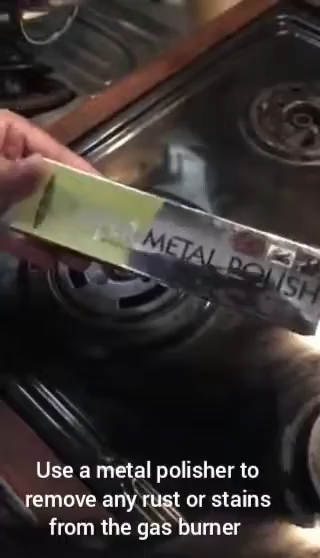 METAL POLISH
Use a metal polisher to
remove any rust or stains
from the gas burner